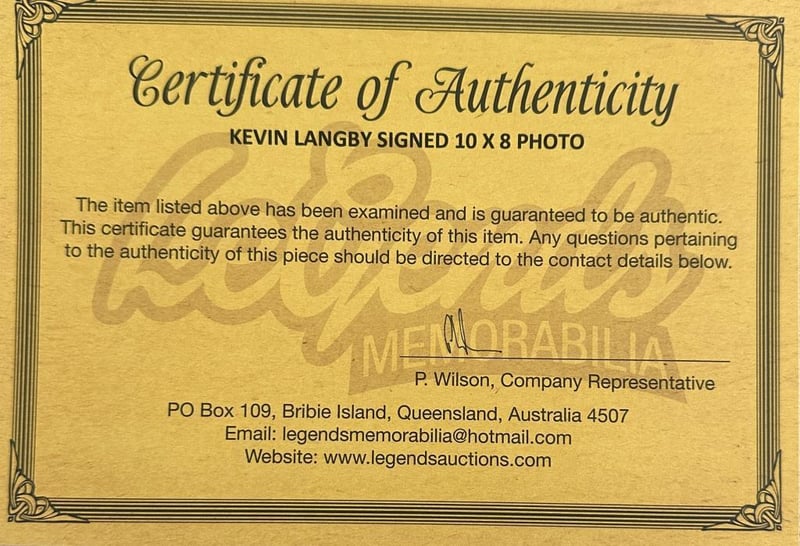 Certificate of Authenticity
KEVIN LANGBY SIGNED 10 X 8 PHOTO
The item listed above has been examined and is guaranteed to be authentic.
This certificate guarantees the authenticity of this item. Any questions pertaining
to the authenticity of this piece should be directed to the contact details below.
Legends
MEMORABILIA
P. Wilson, Company Representative
PO Box 109, Bribie Island, Queensland, Australia 4507
Email: legendsmemorabilia@hotmail.com
Website: www.legendsauctions.com